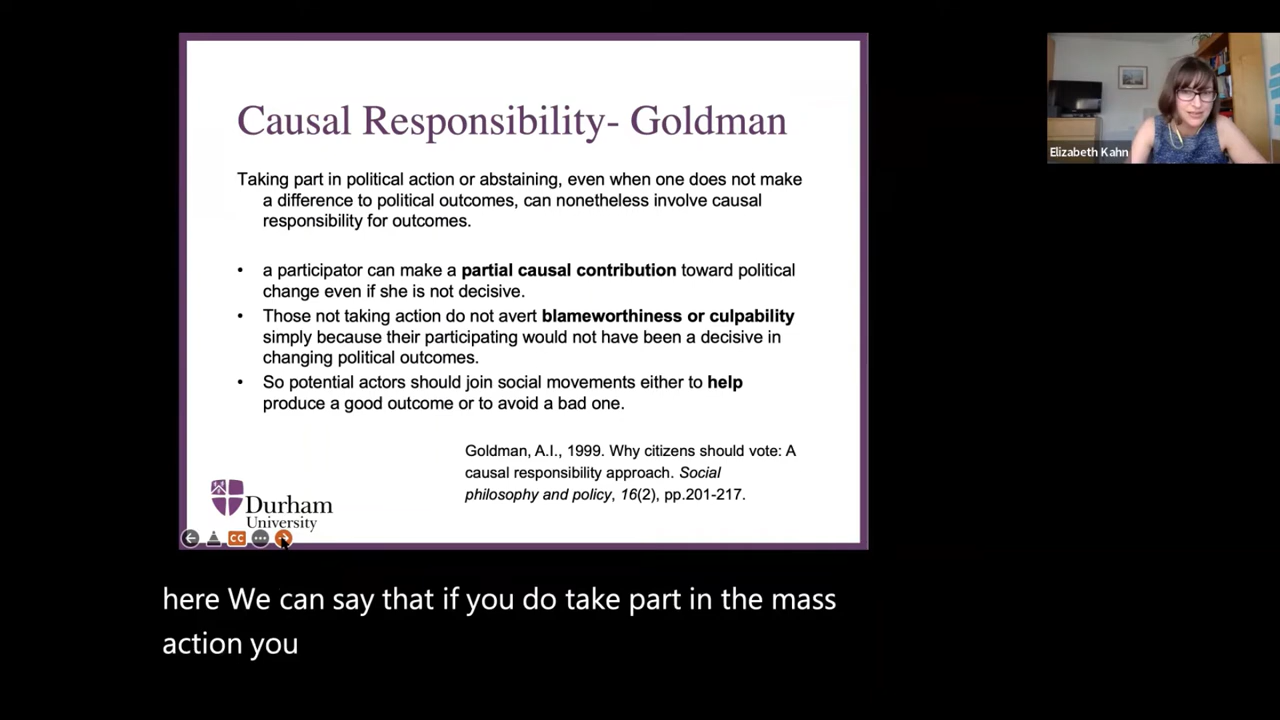 Causal Responsibility- Goldman
Taking part in political action or abstaining, even when one does not make
a difference to political outcomes, can nonetheless involve causal
responsibility for outcomes.
• a participator can make a partial causal contribution toward political
change even if she is not decisive.
• Those not taking action do not avert blameworthiness or culpability
simply because their participating would not have been a decisive in
changing political outcomes.
• So potential actors should join social movements either to help
produce a good outcome or to avoid a bad one.
Goldman, A.I., 1999. Why citizens should vote: A
causal responsibility approach. Social
philosophy and policy, 16(2), pp.201-217.
Durham
University
CC
Elizabeth Kahn
here We can say that if you do take part in the mass
action you